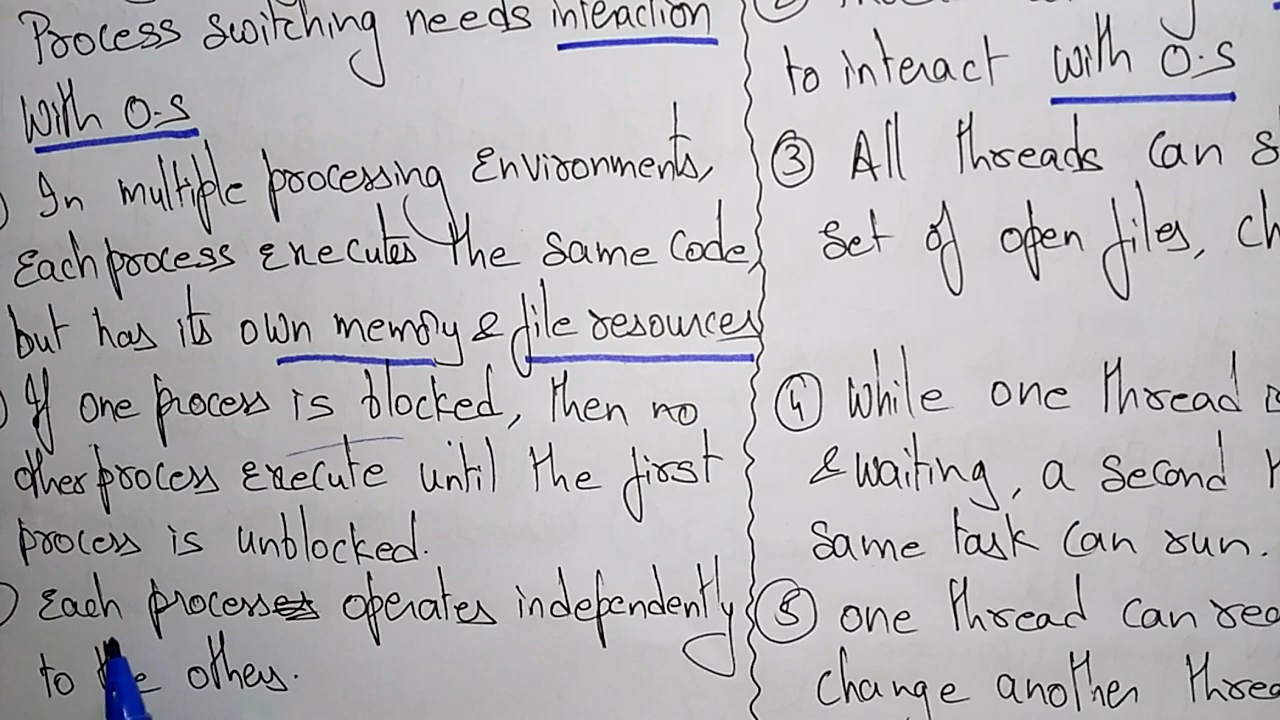 Process switching needs inteaction
with O.S
In multiple processing Environments,
Each process executes the same code,
but has its own memory & file resources
If one process is blocked, then no
other process execute until the first
process is unblocked.
Each process operates independently
to the others.
to interact with O.S
③ All threads can
set of open files,
④ While one thread
& waiting, a second
same task can run.
⑤ one thread can
change another